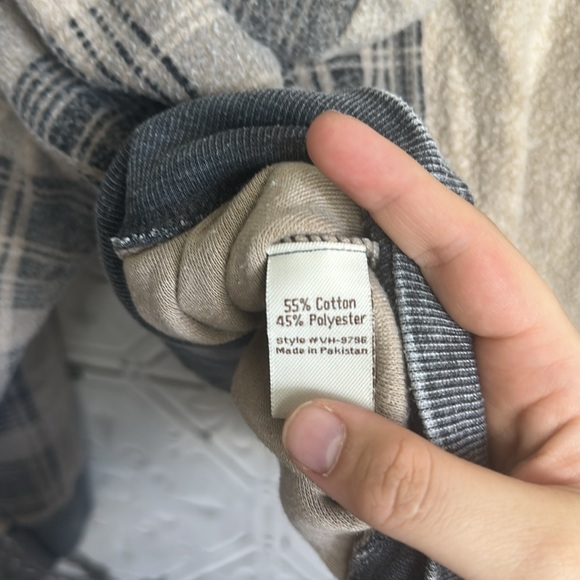 55% Cotton
45% Polyester
Style #VH-9796
Made in Pakistan